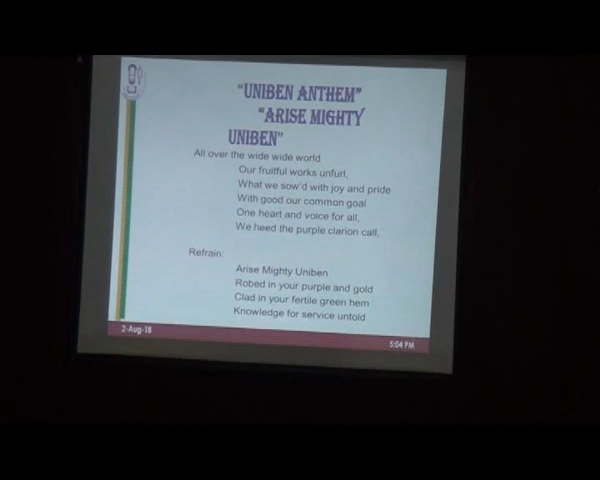 "UNIBEN ANTHEM"
"ARISE MIGHTY
UNIBEN"
All over the wide wide world
Our fruitful works unfurl,
What we sow'd with joy and pride
With good our common goal
One heart and voice for all,
We heed the purple clarion call,
Refrain:
Arise Mighty Uniben
Robed in your purple and gold
Clad in your fertile green hem
Knowledge for service untold
2-Aug-18
5:04 PM